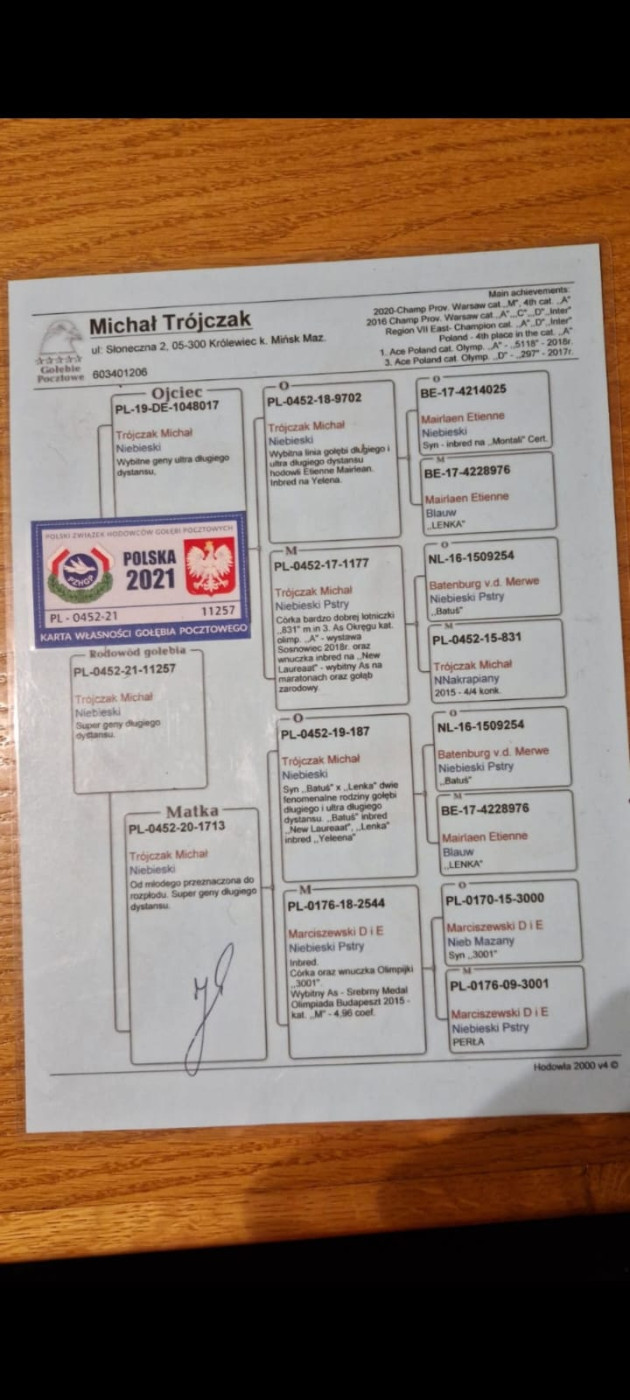 Michał Trójczak
ul. Słoneczna 2, 05-300 Królewiec k. Mińsk Maz.
603401206
Gołębie
Pocztowe
Main achievements:
2020-Champ Prov. Warsaw cat. „M”, 4th cat. „A”
2016 Champ Prov. Warsaw cat „A”,„C”,„D”,„Inter”
Region VII East- Champion cat. „A”„D”„Inter”
Poland - 4th place in the cat. „A”
1. Ace Poland cat. Olymp. „A” - „5118” - 2018r.
3. Ace Poland cat. Olymp. „D” - „297” - 2017r.
Ojciec
PL-19-DE-1048017
Trójczak Michał
Niebieski
Wybitne geny ultra długiego
dystansu.
POLSKI ZWIĄZEK HODOWCÓW GOŁĘBI POCZTOWYCH
PZHGP
POLSKA
2021
PL - 0452-21
11257
KARTA WŁASNOŚCI GOŁĘBIA POCZTOWEGO
Rodowód gołębia
PL-0452-21-11257
Trójczak Michał
Niebieski
Super geny długiego
dystansu.
Matka
PL-0452-20-1713
Trójczak Michał
Niebieski
Od młodego przeznaczona do
rozpłodu. Super geny długiego
dystansu.
O
PL-0452-18-9702
Trójczak Michał
Niebieski
Wybitna linia gołębi długiego i
ultra długiego dystansu
hodowli Etienne Mairlean.
Inbred na Yelena.
M
PL-0452-17-1177
Trójczak Michał
Niebieski Pstry
Córka bardzo dobrej lotniczki
„831” m in 3. As Okręgu kat.
olimp. „A” - wystawa
Sosnowiec 2018r. oraz
wnuczka inbred na „New
Laureaat” - wybitny As na
maratonach oraz gołąb
zarodowy.
O
PL-0452-19-187
Trójczak Michał
Niebieski
Syn „Batuś” x „Lenka” dwie
fenomenalne rodziny gołębi
długiego i ultra długiego
dystansu. „Batuś” inbred
„New Laureaat”, „Lenka”
inbred „Yeleena”
M
PL-0176-18-2544
Marciszewski D i E
Niebieski Pstry
Inbred.
Córka oraz wnuczka Olimpijki
„3001”.
Wybitny As - Srebrny Medal
Olimpiada Budapeszt 2015 -
kat. „M” - 4,96 coef.
O
BE-17-4214025
Mairlaen Etienne
Niebieski
Syn - inbred na „Montali” Cert.
M
BE-17-4228976
Mairlaen Etienne
Blauw
„LENKA”
O
NL-16-1509254
Batenburg v.d. Merwe
Niebieski Pstry
„Batuś”
M
PL-0452-15-831
Trójczak Michał
NNakrapiany
2015 - 4/4 konk.
O
NL-16-1509254
Batenburg v.d. Merwe
Niebieski Pstry
„Batuś”
M
BE-17-4228976
Mairlaen Etienne
Blauw
„LENKA”
O
PL-0170-15-3000
Marciszewski D i E
Nieb Mazany
Syn „3001”
M
PL-0176-09-3001
Marciszewski D i E
Niebieski Pstry
PERŁA
Hodowla 2000 v4 ©